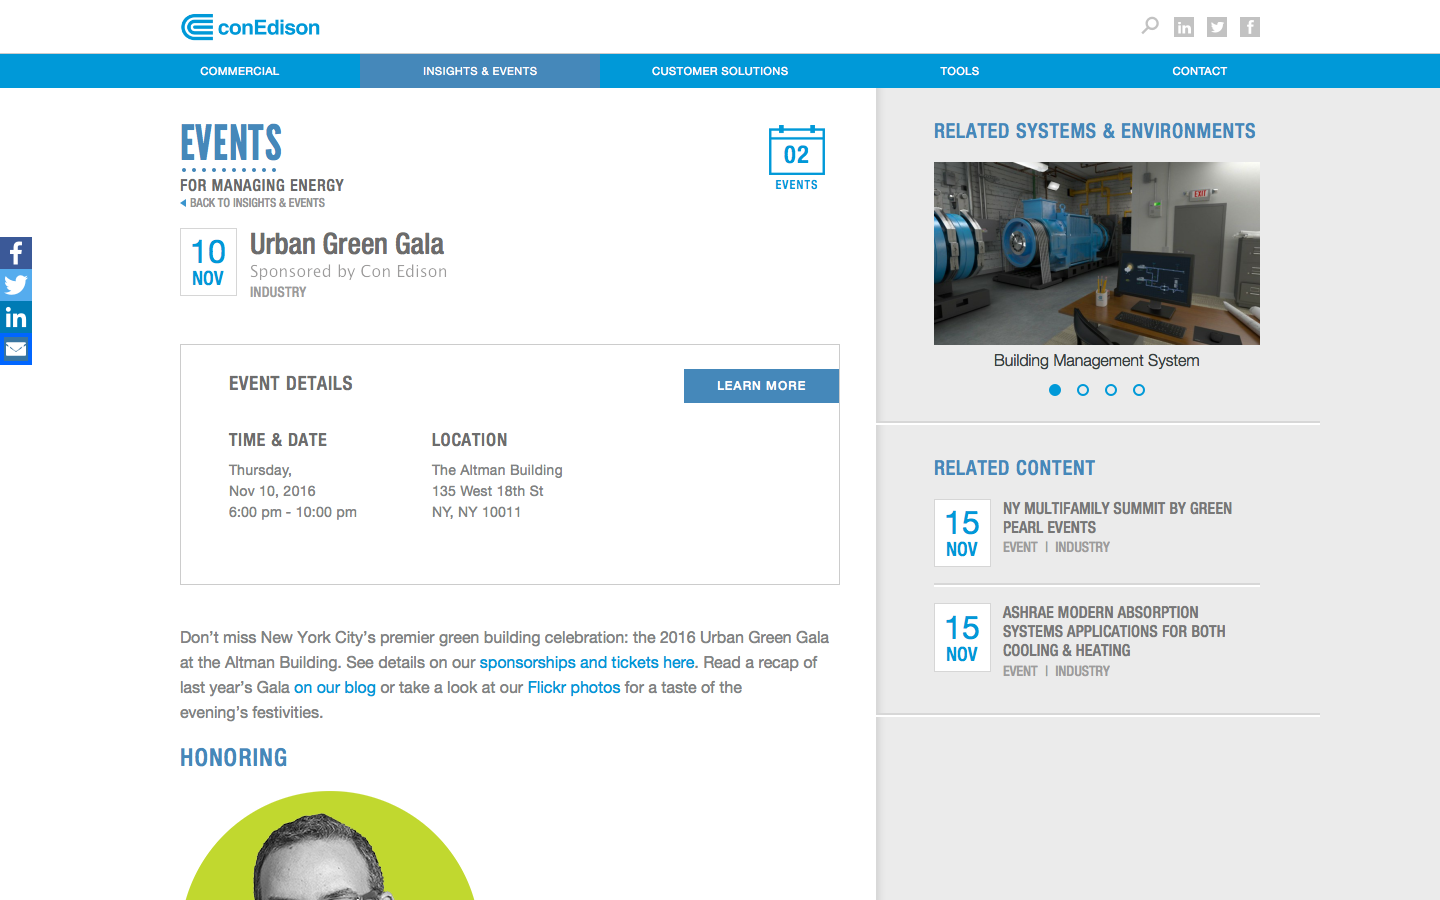 conEdison
COMMERCIAL
INSIGHTS & EVENTS
CUSTOMER SOLUTIONS
TOOLS
CONTACT
EVENTS
FOR MANAGING ENERGY
BACK TO INSIGHTS & EVENTS
02
EVENTS
10
NOV
Urban Green Gala
Sponsored by Con Edison
INDUSTRY
EVENT DETAILS
LEARN MORE
TIME & DATE
Thursday,
Nov 10, 2016
6:00 pm - 10:00 pm
LOCATION
The Altman Building
135 West 18th St
NY, NY 10011
Don’t miss New York City’s premier green building celebration: the 2016 Urban Green Gala
at the Altman Building. See details on our sponsorships and tickets here. Read a recap of
last year’s Gala on our blog or take a look at our Flickr photos for a taste of the
evening’s festivities.
HONORING
RELATED SYSTEMS & ENVIRONMENTS
EXIT
Building Management System
RELATED CONTENT
15
NOV
NY MULTIFAMILY SUMMIT BY GREEN
PEARL EVENTS
EVENT | INDUSTRY
15
NOV
ASHRAE MODERN ABSORPTION
SYSTEMS APPLICATIONS FOR BOTH
COOLING & HEATING
EVENT | INDUSTRY